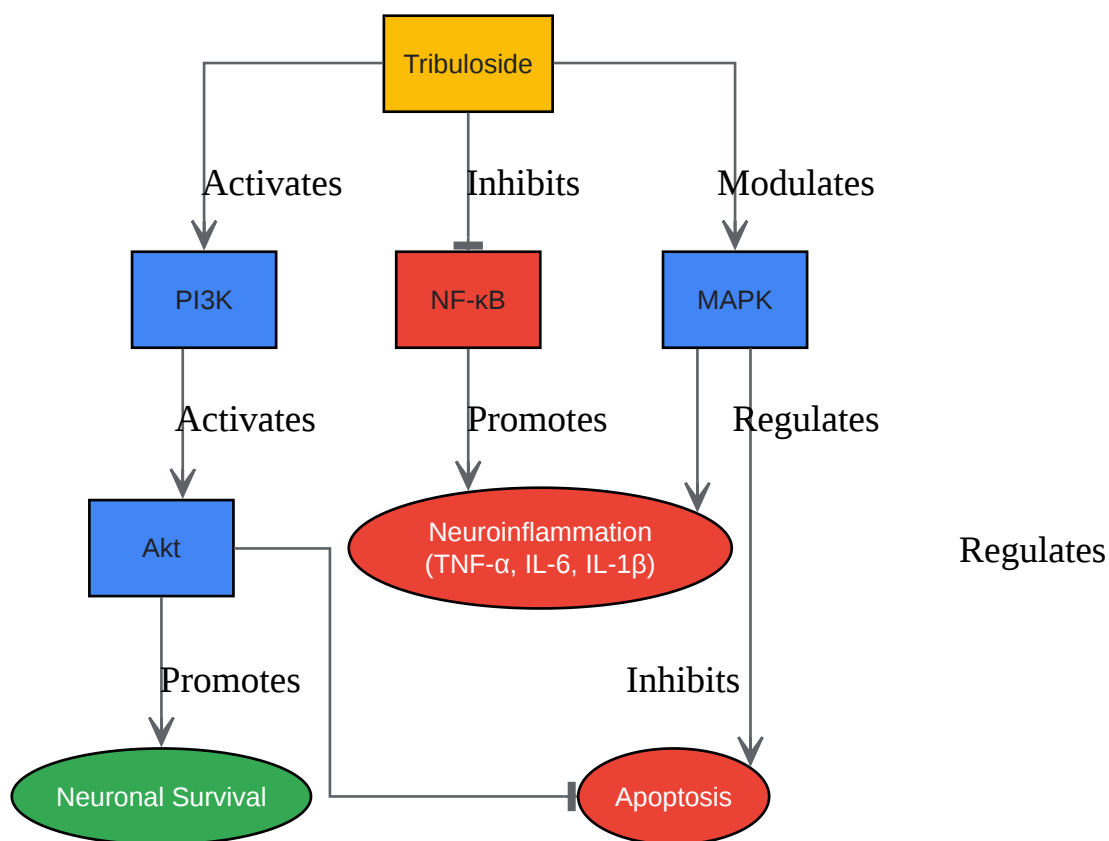 Tribuloside
Activates
Inhibits
Modulates
PI3K
NF-κB
MAPK
Activates
Promotes
Regulates
Akt
Neuroinflammation
(TNF-α, IL-6, IL-1β)
Regulates
Promotes
Inhibits
Neuronal Survival
Apoptosis